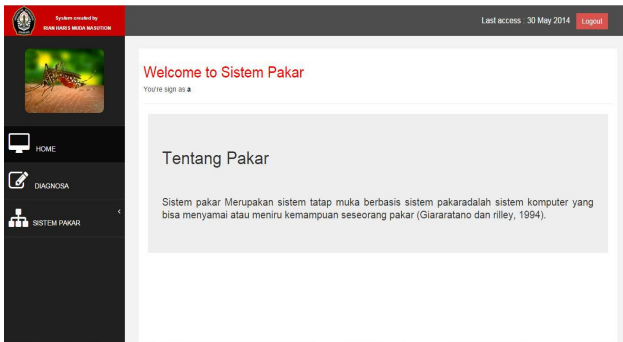 System created by
RIAN HARIS MUDA NASUTION
Last access : 30 May 2014 Logout
Welcome to Sistem Pakar
You're sign as a
HOME
DIAGNOSA
SISTEM PAKAR
Tentang Pakar
Sistem pakar Merupakan sistem tatap muka berbasis sistem pakaradalah sistem komputer yang
bisa menyamai atau meniru kemampuan seseorang pakar (Giararatano dan rilley, 1994).